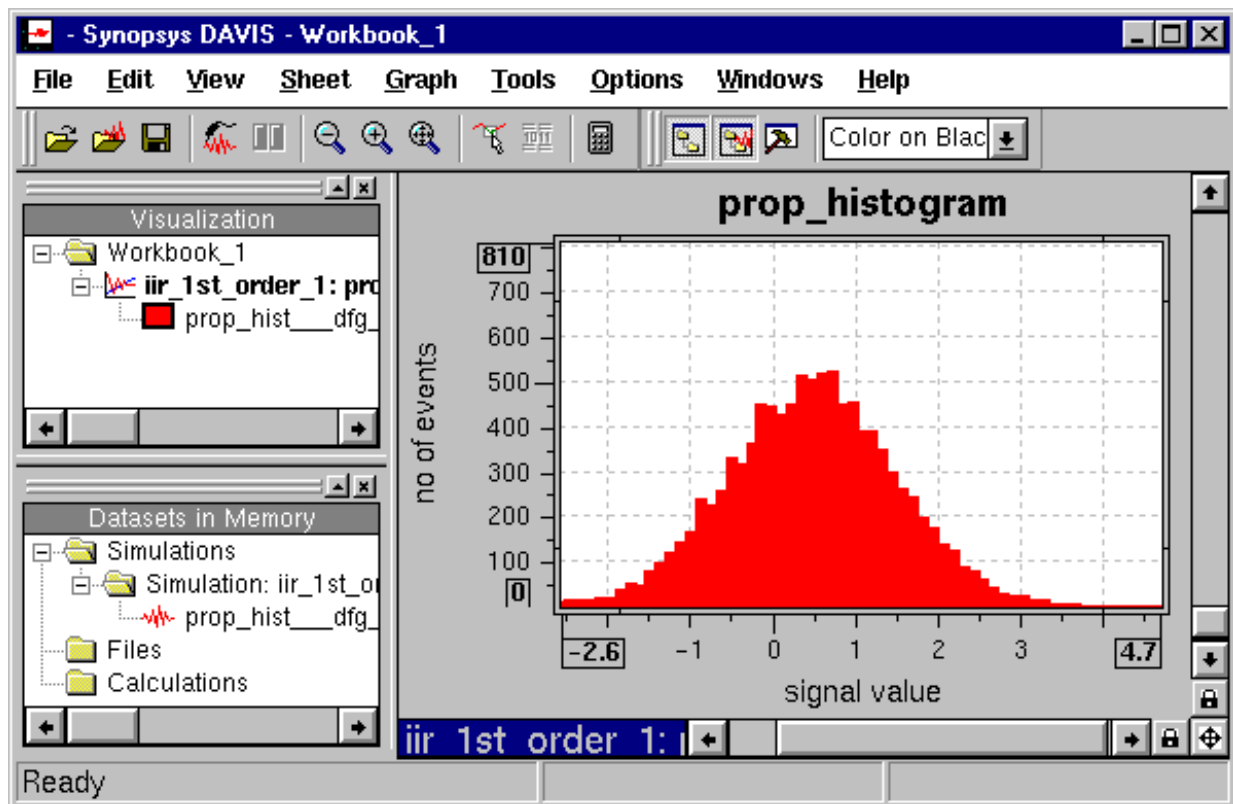 - Synopsys DAVIS - Workbook_1
File Edit View Sheet Graph Tools Options Windows Help
Color on Blac
Visualization
Workbook_1
iir_1st_order_1: pro
prop_hist___dfg_
Datasets in Memory
Simulations
Simulation: iir_1st_or
prop_hist___dfg_
Files
Calculations
prop_histogram
no of events
810
700
600
500
400
300
200
100
0
-2.6 -1 0 1 2 3 4.7
signal value
iir_1st_order_1:
Ready